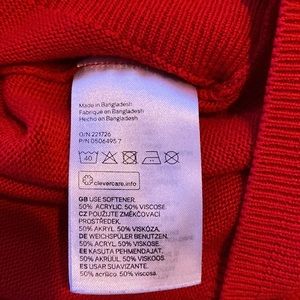 Made in Bangladesh
Fabriqué en Bangladesh
Hecho en Bangladesh
O/N 221726
P/N 0506495 7
40
clevercare.info
GB USE SOFTENER.
50% ACRYLIC. 50% VISCOSE.
CZ POUŽIJTE ZMĚKČOVACÍ
PROSTŘEDEK.
50% AKRYL. 50% VISKÓZA.
DE WEICHSPÜLER BENUTZEN.
50% ACRYL. 50% VISKOSE.
EE KASUTA PEHMENDAJAT.
50% AKRÜÜL. 50% VISKOOS.
ES USAR SUAVIZANTE.
50% acrílico. 50% viscosa.